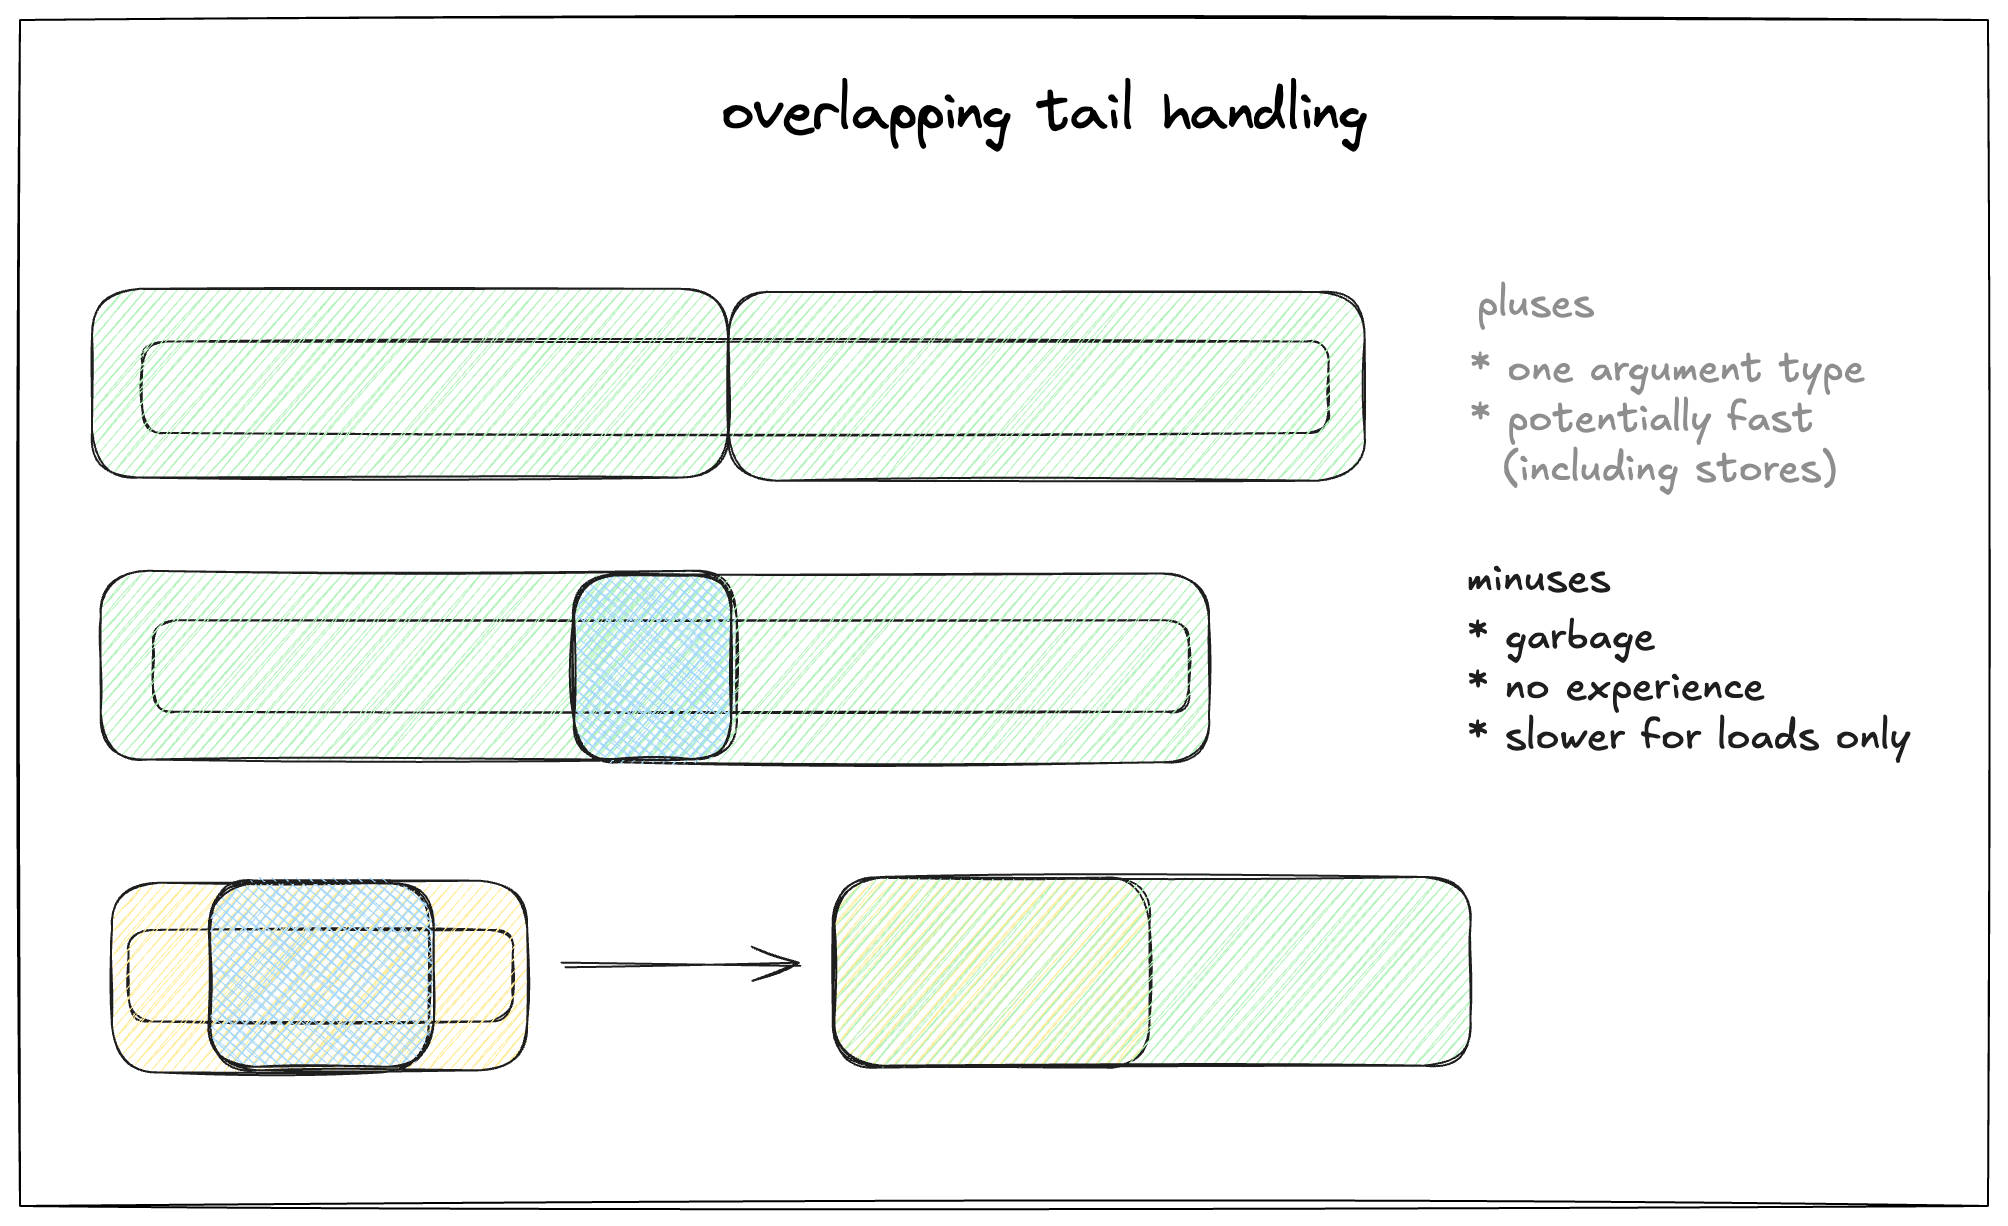 overlapping tail handling
pluses
* one argument type
* potentially fast
(including stores)
minuses
* garbage
* no experience
* slower for loads only